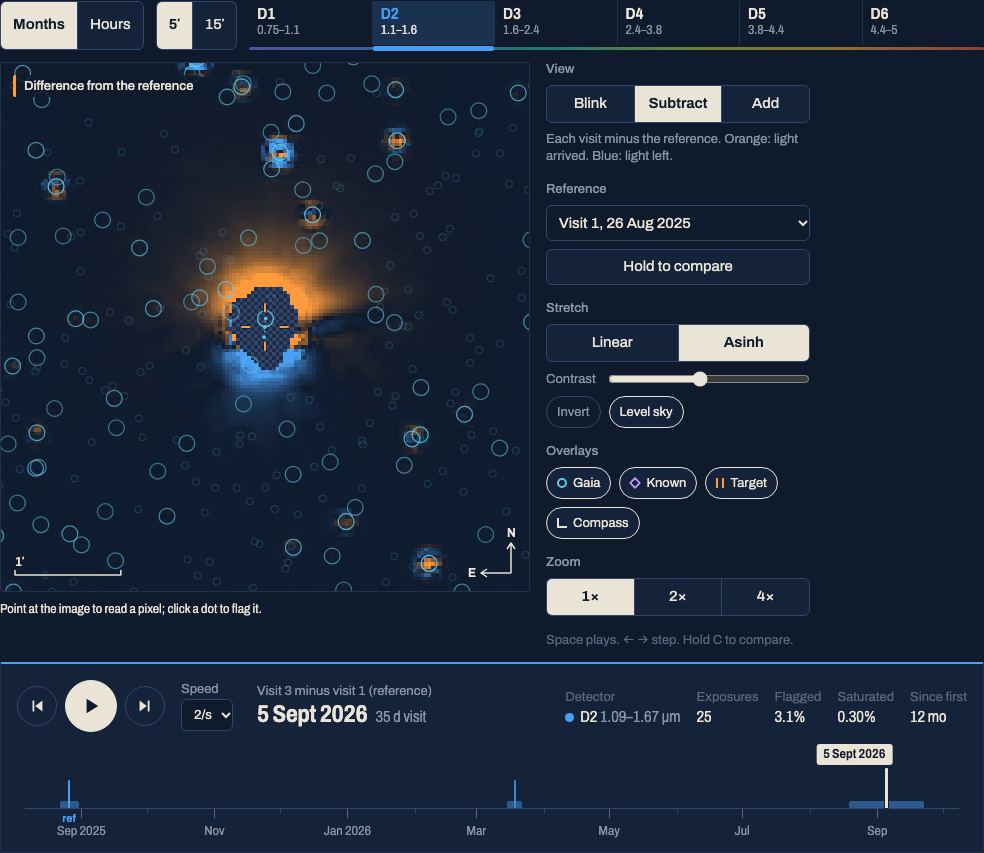 Months Hours 5′ 15′
D1 D2 D3 D4 D5 D6
0.75–1.1 1.1–1.6 1.6–2.4 2.4–3.8 3.8–4.4 4.4–5
Difference from the reference
1′
N
E
Point at the image to read a pixel; click a dot to flag it.
View
Blink Subtract Add
Each visit minus the reference. Orange: light
arrived. Blue: light left.
Reference
Visit 1, 26 Aug 2025
Hold to compare
Stretch
Linear Asinh
Contrast
Invert Level sky
Overlays
Gaia Known Target
Compass
Zoom
1× 2× 4×
Space plays. ← → step. Hold C to compare.
Speed
2/s
Visit 3 minus visit 1 (reference)
5 Sept 2026 35 d visit
Detector Exposures Flagged Saturated Since first
D2 1.09–1.67 µm 25 3.1% 0.30% 12 mo
5 Sept 2026
ref
Sep 2025 Nov Jan 2026 Mar May Jul Sep